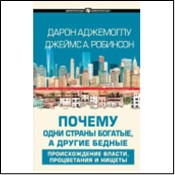 ДАРОН АДЖЕМОГЛУ
ДЖЕЙМС А. РОБИНСОН
ПОЧЕМУ
ОДНИ СТРАНЫ БОГАТЫЕ,
А ДРУГИЕ БЕДНЫЕ
ПРОИСХОЖДЕНИЕ ВЛАСТИ,
ПРОЦВЕТАНИЯ И НИЩЕТЫ